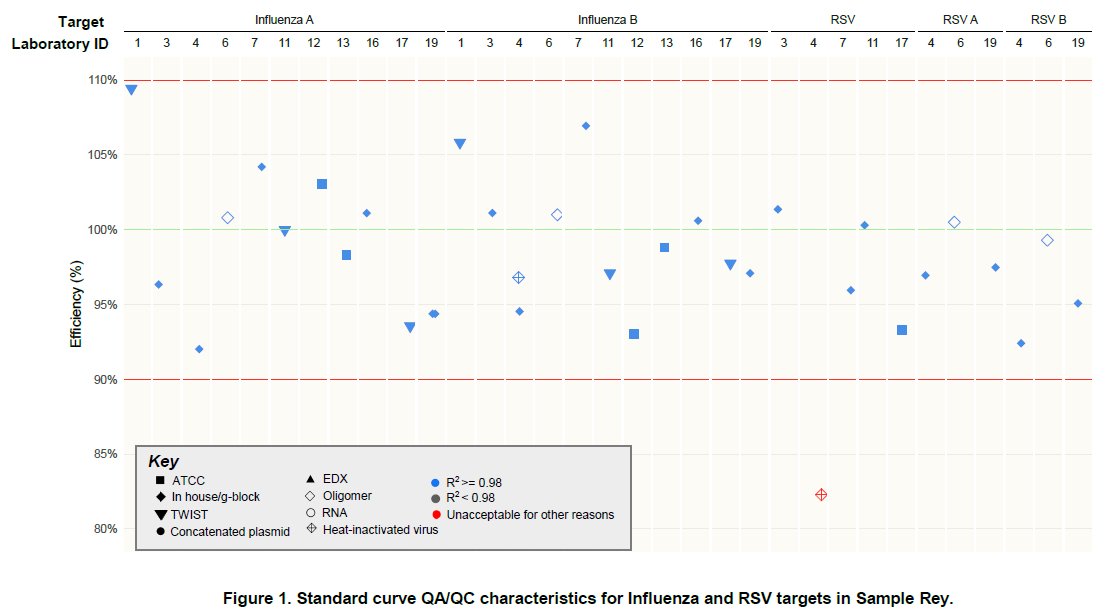 Target Influenza A Influenza B RSV RSV A RSV B
Laboratory ID 1 3 4 6 7 11 12 13 16 17 19 1 3 4 6 7 11 12 13 16 17 19 3 4 7 11 17 4 6 19 4 6 19
110%
105%
100%
95%
90%
85%
80%
Efficiency (%)
Key
ATCC
In house/g-block
TWIST
Concatenated plasmid
EDX
Oligomer
RNA
Heat-inactivated virus
R² >= 0.98
R² < 0.98
Unacceptable for other reasons
Figure 1. Standard curve QA/QC characteristics for Influenza and RSV targets in Sample Rey.